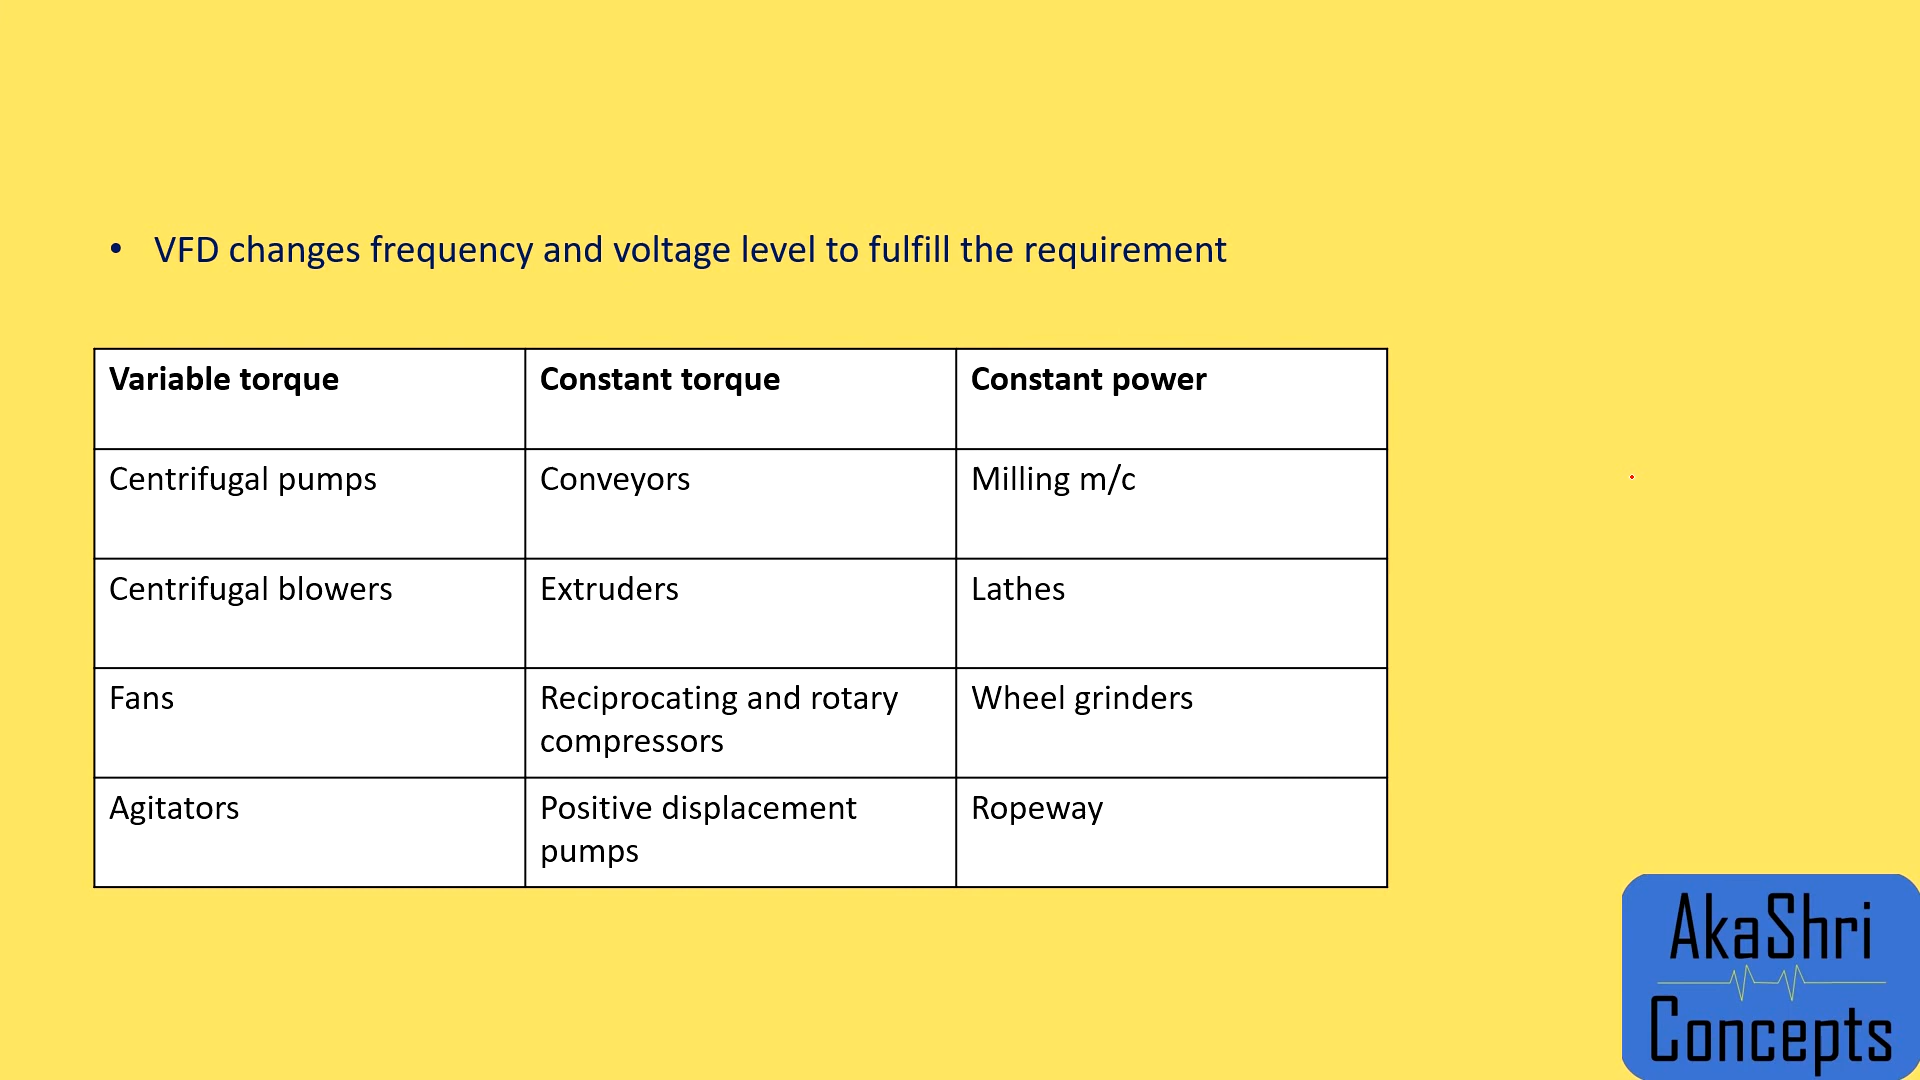 • VFD changes frequency and voltage level to fulfill the requirement
Variable torque
Constant torque
Constant power
Centrifugal pumps
Conveyors
Milling m/c
Centrifugal blowers
Extruders
Lathes
Fans
Reciprocating and rotary
compressors
Wheel grinders
Agitators
Positive displacement
pumps
Ropeway
AkaShri
Concepts